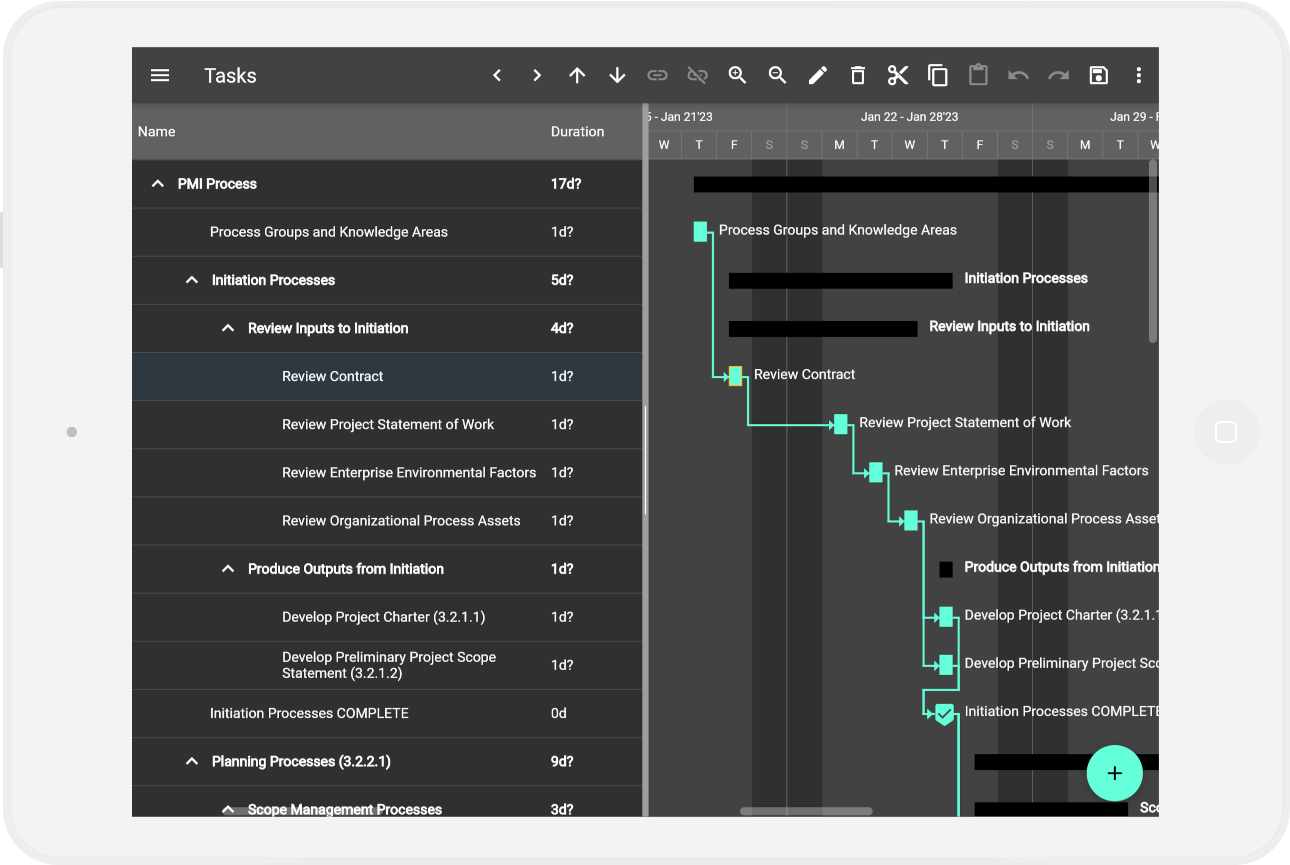 Tasks
Name Duration
5 - Jan 21'23 Jan 22 - Jan 28'23 Jan 29 - F
W T F S S M T W T F S S M T W
PMI Process 17d?
Process Groups and Knowledge Areas 1d? Process Groups and Knowledge Areas
Initiation Processes 5d? Initiation Processes
Review Inputs to Initiation 4d? Review Inputs to Initiation
Review Contract 1d? Review Contract
Review Project Statement of Work 1d? Review Project Statement of Work
Review Enterprise Environmental Factors 1d? Review Enterprise Environmental Factors
Review Organizational Process Assets 1d? Review Organizational Process Asset
Produce Outputs from Initiation 1d? Produce Outputs from Initiation
Develop Project Charter (3.2.1.1) 1d? Develop Project Charter (3.2.1.1
Develop Preliminary Project Scope
Statement (3.2.1.2) 1d? Develop Preliminary Project Sco
Initiation Processes COMPLETE 0d Initiation Processes COMPLETE
Planning Processes (3.2.2.1) 9d?
Scope Management Processes 3d? Sco